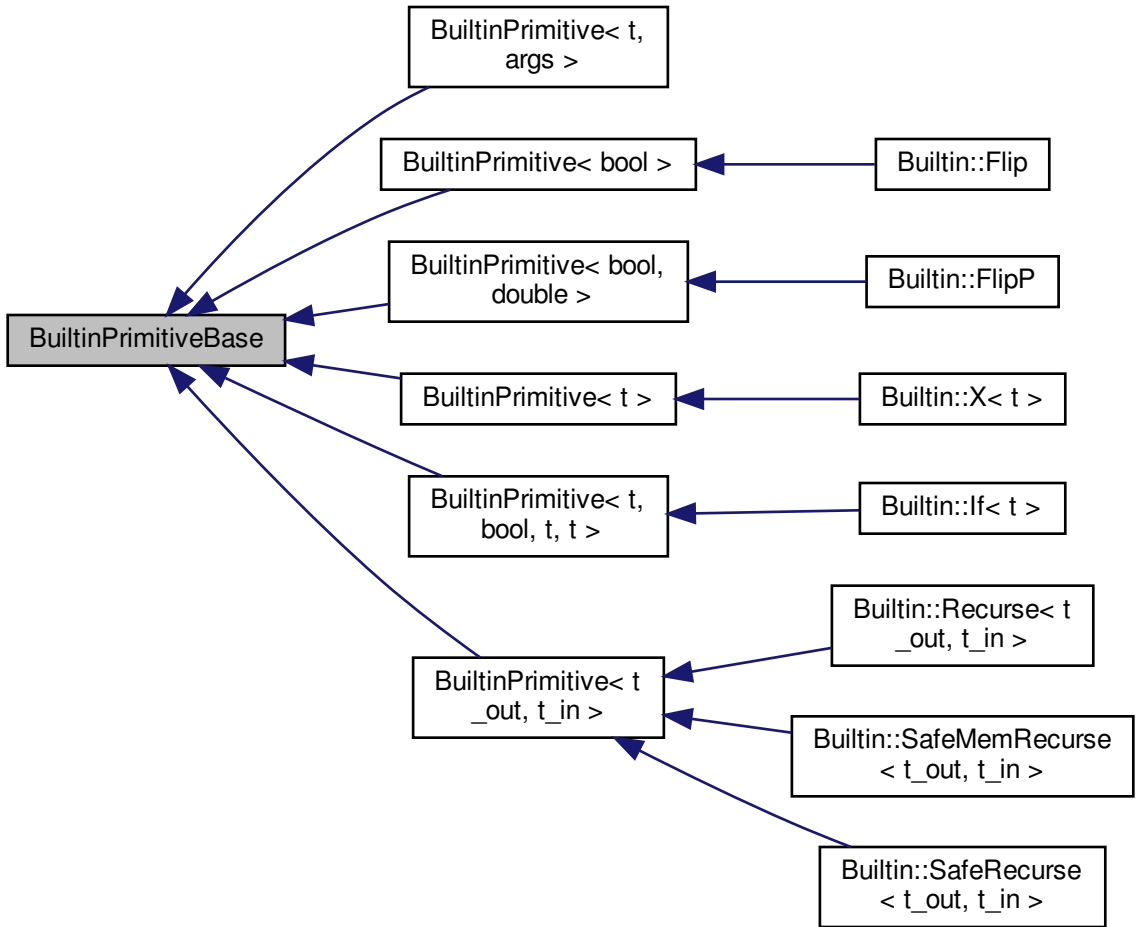 BuiltinPrimitive< t,
args >
BuiltinPrimitive< bool >
Builtin::Flip
BuiltinPrimitive< bool,
double >
Builtin::FlipP
BuiltinPrimitiveBase
BuiltinPrimitive< t >
Builtin::X< t >
BuiltinPrimitive< t,
bool, t, t >
Builtin::If< t >
Builtin::Recurse< t
_out, t_in >
BuiltinPrimitive< t
_out, t_in >
Builtin::SafeMemRecurse
< t_out, t_in >
Builtin::SafeRecurse
< t_out, t_in >